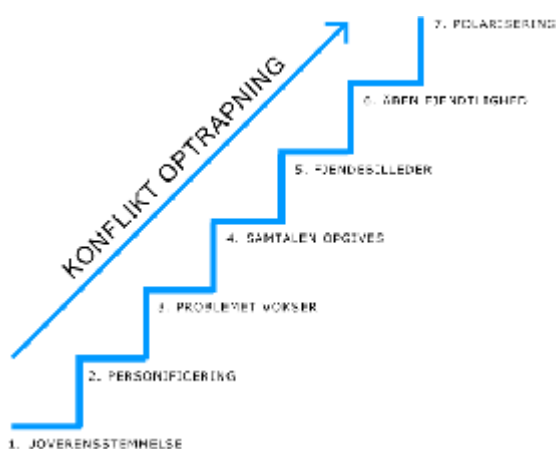 7. POLARISERING
6. ÅBEN FJENDTLIGHED
KONFLIKT OPTRAPNING
5. FJENDEBILLEDER
4. SAMTALEN OPGIVES
3. PROBLEMET VOKSER
2. PERSONIFICERING
1. UOVERENSSTEMMELSE